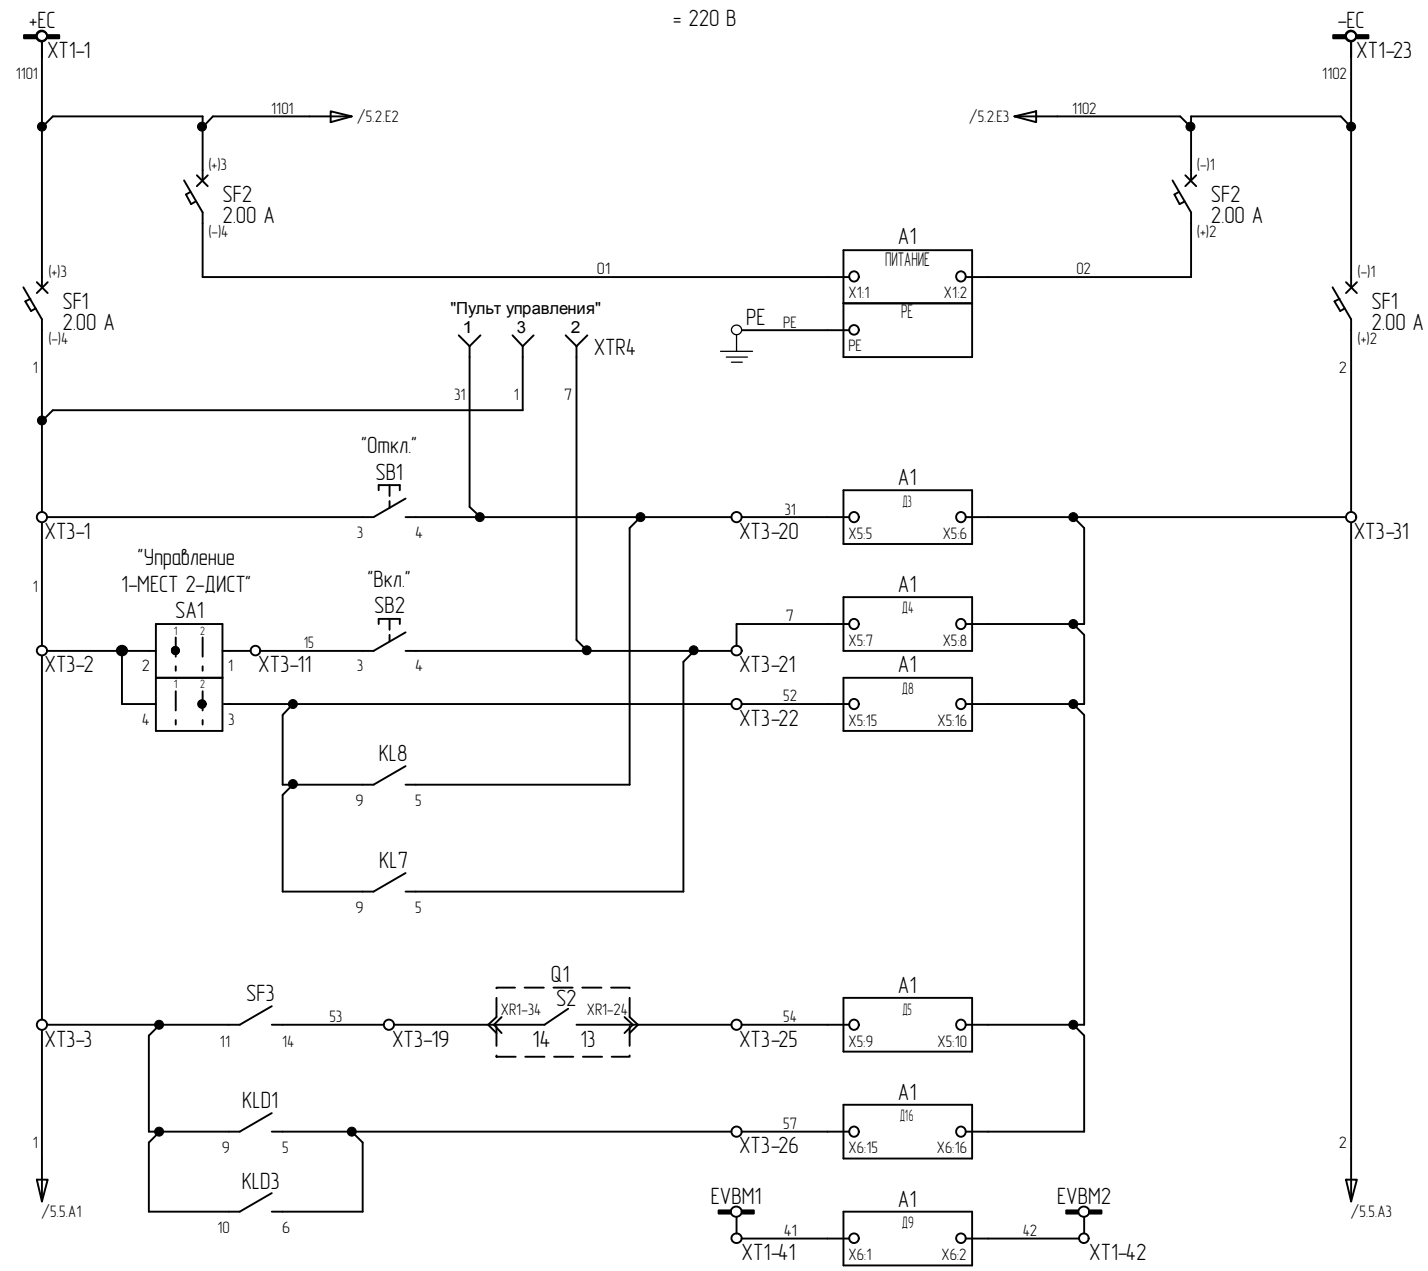 +EC
= 220 В
-EC
XT1-1
XT1-23
1101
1102
1101
/5.2.E2
/5.2.E3
1102
(+)3
SF2
2.00 A
(-)4
(-)1
SF2
2.00 A
(+)2
A1
ПИТАНИЕ
X1:1
X1:2
01
02
PE
PE
PE
PE
(+)3
SF1
2.00 A
(-)4
(-)1
SF1
2.00 A
(+)2
"Пульт управления"
1
3
2
XTR4
1
31
1
7
2
"Откл."
SB1
3
4
XT3-1
31
XT3-20
A1
Д3
X5:5
X5:6
XT3-31
"Управление
1-МЕСТ 2-ДИСТ"
SA1
1
1
2
2
1
XT3-2
15
XT3-11
"Вкл."
SB2
3
4
7
XT3-21
A1
Д4
X5:7
X5:8
1
2
4
3
52
XT3-22
A1
Д8
X5:15
X5:16
KL8
9
5
KL7
9
5
SF3
11
14
XT3-3
53
XT3-19
Q1
XR1-34
S2
XR1-24
14
13
54
XT3-25
A1
Д5
X5:9
X5:10
KLD1
9
5
57
XT3-26
A1
Д16
X6:15
X6:16
1
2
KLD3
10
6
/5.5.A1
/5.5.A3
EVBM1
41
XT1-41
A1
Д9
X6:1
X6:2
42
EVBM2
XT1-42